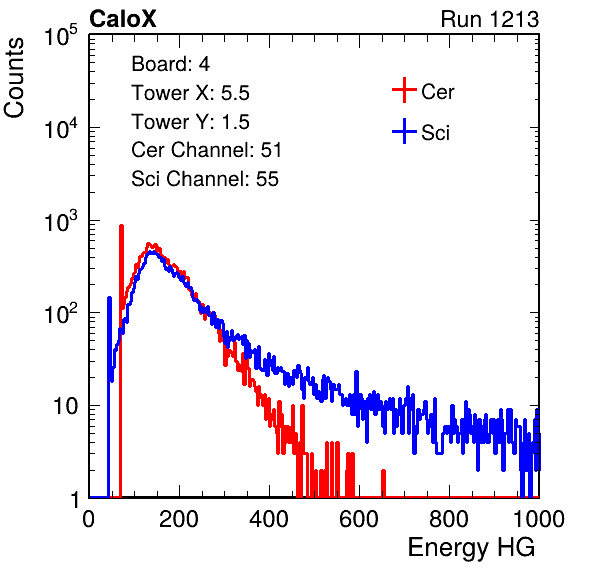 CaloX Run 1213
Counts
10^5
10^4
10^3
10^2
10
1
Board: 4
Tower X: 5.5
Tower Y: 1.5
Cer Channel: 51
Sci Channel: 55
Cer
Sci
0 200 400 600 800 1000
Energy HG